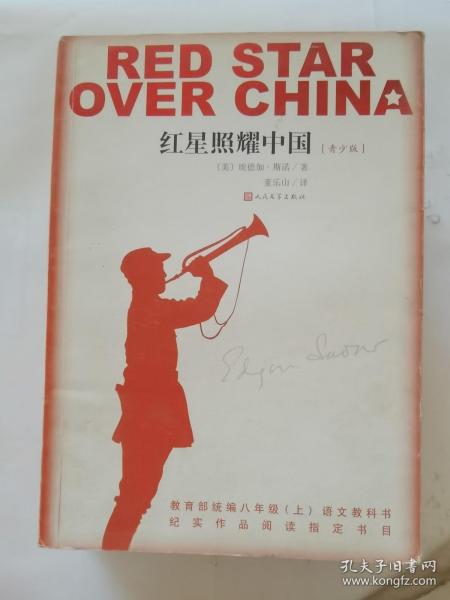 RED STAR
OVER CHINA
红星照耀中国［青少版］
（美）埃德加·斯诺／著
董乐山／译
人民文学出版社
Edgar Snow
教育部统编八年级（上）语文教科书
纪实作品阅读指定书目
孔夫子旧书网
www.kongfz.com